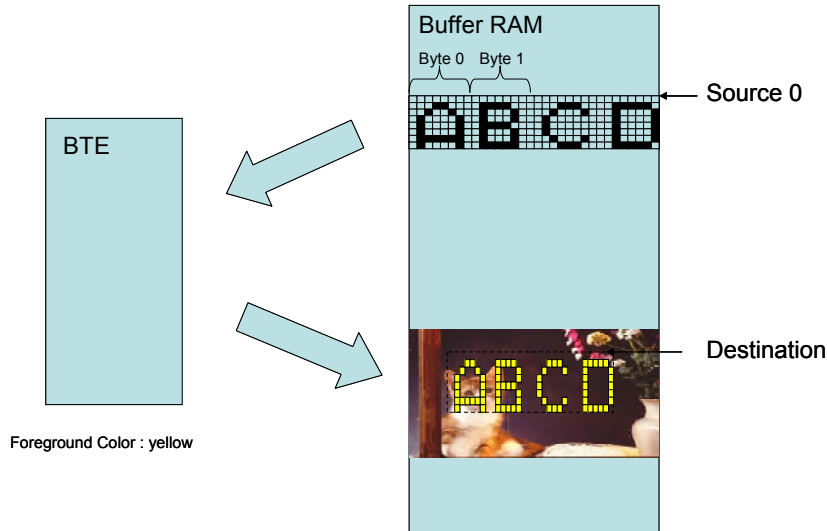 Buffer RAM
Byte 0 Byte 1
Source 0
ABCD
BTE
Destination
ABCD
Foreground Color : yellow